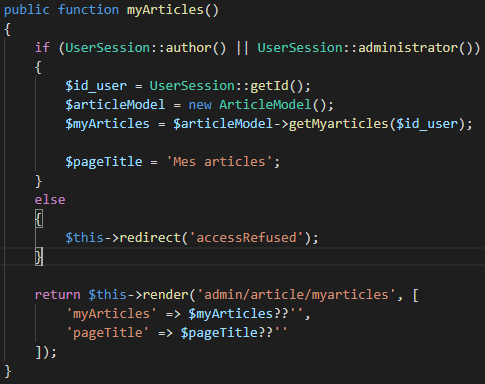 public function myArticles()
{
    if (UserSession::author() || UserSession::administrator())
    {
        $id_user = UserSession::getId();
        $articleModel = new ArticleModel();
        $myArticles = $articleModel->getMyarticles($id_user);

        $pageTitle = 'Mes articles';
    }
    else
    {
        $this->redirect('accessRefused');
    }

    return $this->render('admin/article/myarticles', [
        'myArticles' => $myArticles??'',
        'pageTitle' => $pageTitle??''
    ]);
}